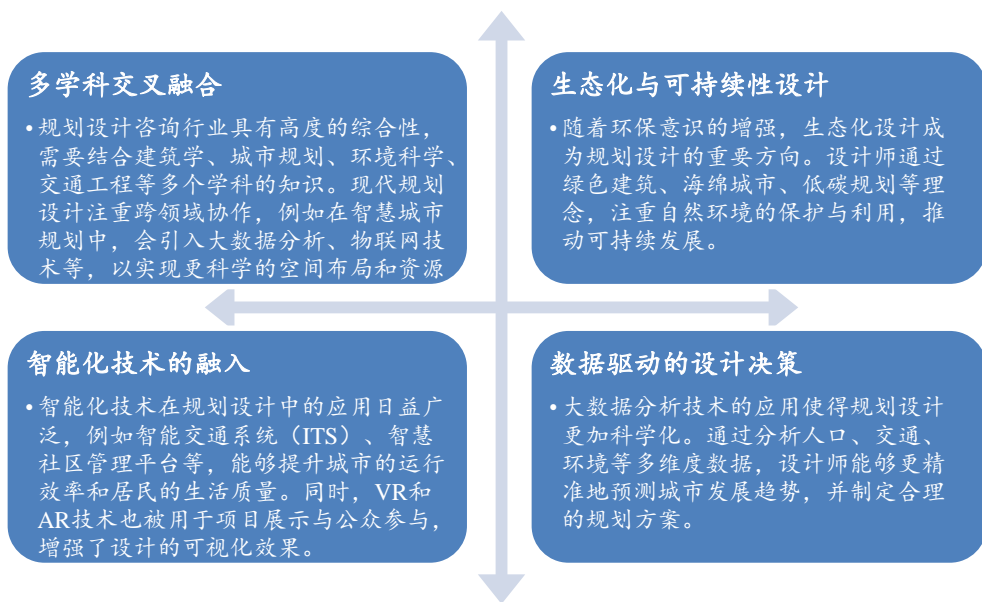 多学科交叉融合
•规划设计咨询行业具有高度的综合性，
需要结合建筑学、城市规划、环境科学、
交通工程等多个学科的知识。现代规划
设计注重跨领域协作，例如在智慧城市
规划中，会引入大数据分析、物联网技
术等，以实现更科学的空间布局和资源
生态化与可持续性设计
•随着环保意识的增强，生态化设计成
为规划设计的重要方向。设计师通过
绿色建筑、海绵城市、低碳规划等理
念，注重自然环境的保护与利用，推
动可持续发展。
智能化技术的融入
•智能化技术在规划设计中的应用日益广
泛，例如智能交通系统（ITS）、智慧
社区管理平台等，能够提升城市的运行
效率和居民的生活质量。同时，VR和
AR技术也被用于项目展示与公众参与，
增强了设计的可视化效果。
数据驱动的设计决策
•大数据分析技术的应用使得规划设计
更加科学化。通过分析人口、交通、
环境等多维度数据，设计师能够更精
准地预测城市发展趋势，并制定合理
的规划方案。